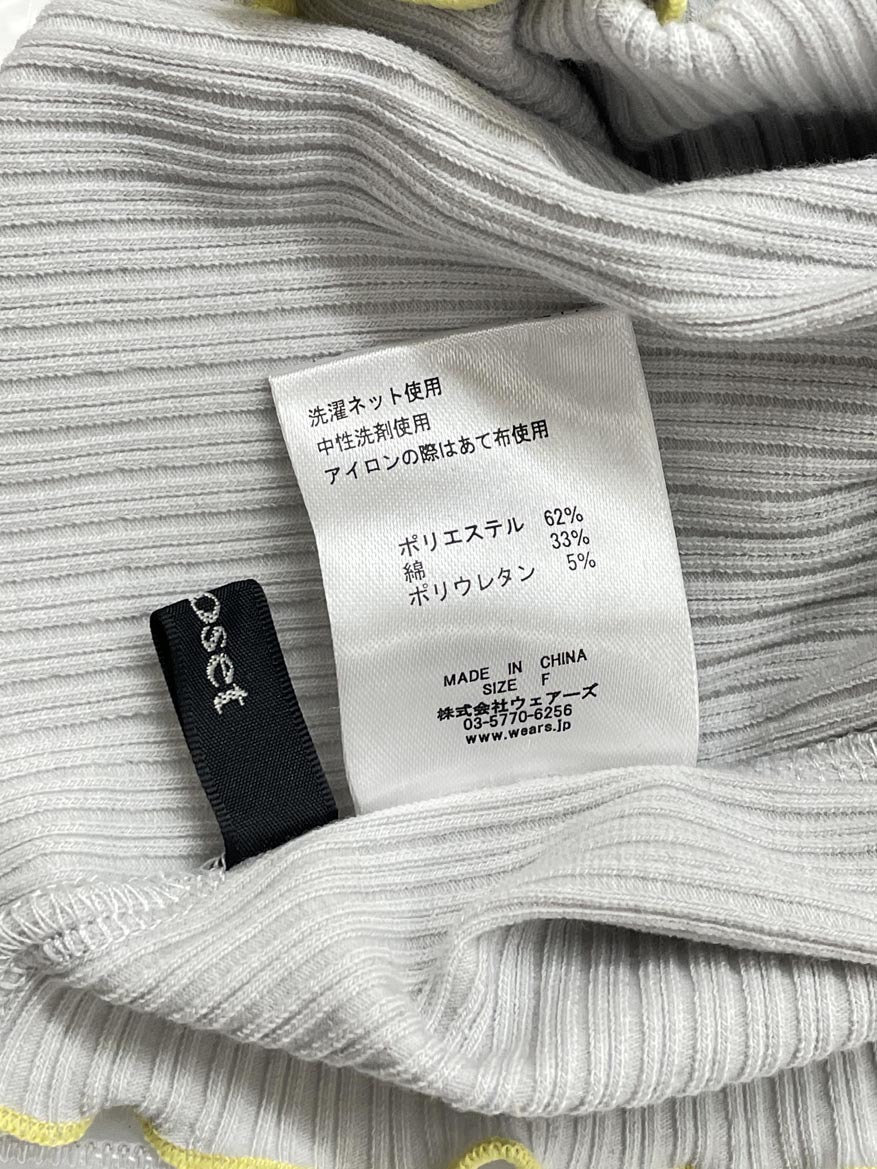 洗濯ネット使用
中性洗剤使用
アイロンの際はあて布使用
ポリエステル 62%
綿 33%
ポリウレタン 5%
MADE IN CHINA
SIZE F
株式会社ウェアーズ
03-5770-6256
www.wears.jp
oset